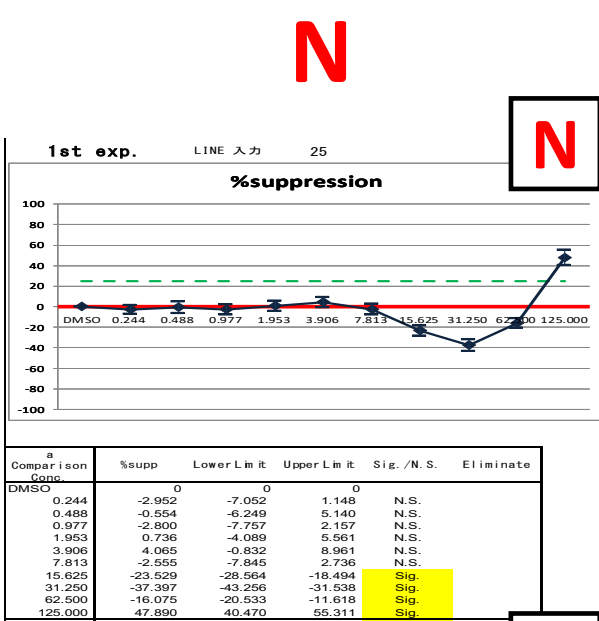 N
N
1st exp. LINE 入力 25
%suppression
100
80
60
40
20
0
DMSO 0.244 0.488 0.977 1.953 3.906 7.813 15.625 31.250 62.500 125.000
-20
-40
-60
-80
-100
a
Comparison %supp LowerLimit UpperLimit Sig./N.S. Eliminate
Conc.
DMSO 0 0 0
0.244 -2.952 -7.052 1.148 N.S.
0.488 -0.554 -6.249 5.140 N.S.
0.977 -2.800 -7.757 2.157 N.S.
1.953 0.736 -4.089 5.561 N.S.
3.906 4.065 -0.832 8.961 N.S.
7.813 -2.555 -7.845 2.736 N.S.
15.625 -23.529 -28.564 -18.494 Sig.
31.250 -37.397 -43.256 -31.538 Sig.
62.500 -16.075 -20.533 -11.618 Sig.
125.000 47.890 40.470 55.311 Sig.